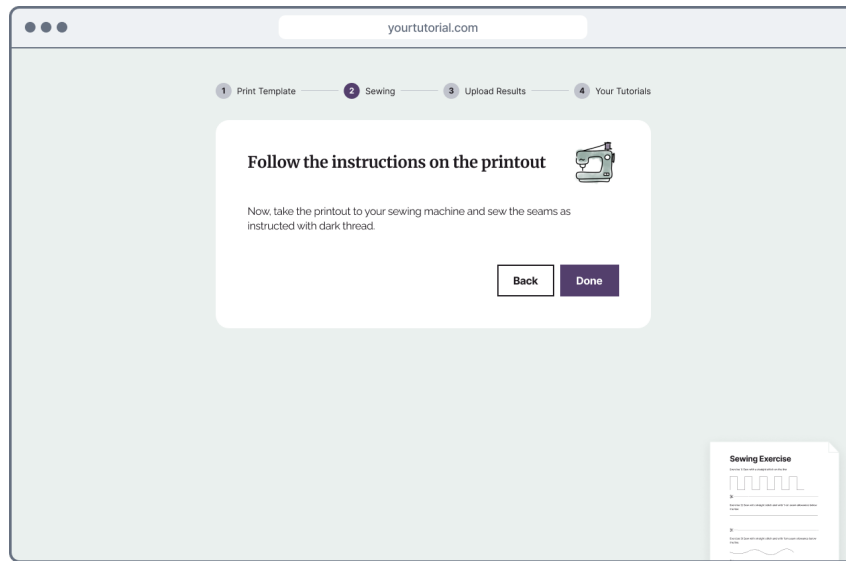 yourtutorial.com
1 Print Template 2 Sewing 3 Upload Results 4 Your Tutorials
Follow the instructions on the printout
Now, take the printout to your sewing machine and sew the seams as
instructed with dark thread.
Back Done
Sewing Exercise